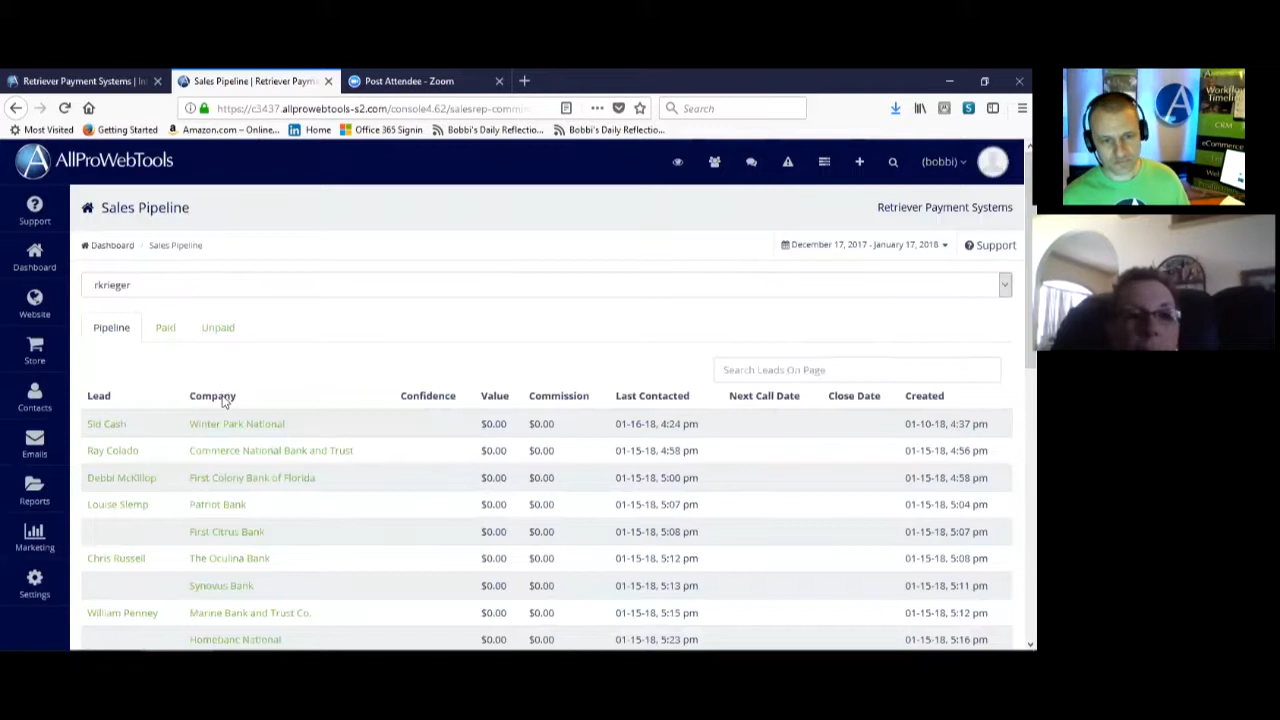 Retriever Payment Systems | In
Sales Pipeline | Retriever Paym
Post Attendee - Zoom
https://c3437.allprowebtools-s2.com/console4.62/salesrep-commi
Search
Most Visited
Getting Started
Amazon.com – Online...
Home
Office 365 Signin
Bobbi's Daily Reflectio...
Bobbi's Daily Reflectio...
AllProWebTools
(bobbi)
Support
Dashboard
Website
Store
Contacts
Emails
Reports
Marketing
Settings
Sales Pipeline
Retriever Payment Systems
Dashboard / Sales Pipeline
December 17, 2017 - January 17, 2018
Support
rkrieger
Pipeline Paid Unpaid
Search Leads On Page
Lead Company Confidence Value Commission Last Contacted Next Call Date Close Date Created
Sid Cash Winter Park National $0.00 $0.00 01-16-18, 4:24 pm 01-10-18, 4:37 pm
Ray Colado Commerce National Bank and Trust $0.00 $0.00 01-15-18, 4:58 pm 01-15-18, 4:56 pm
Debbi McKillop First Colony Bank of Florida $0.00 $0.00 01-15-18, 5:00 pm 01-15-18, 4:58 pm
Louise Slemp Patriot Bank $0.00 $0.00 01-15-18, 5:07 pm 01-15-18, 5:04 pm
First Citrus Bank $0.00 $0.00 01-15-18, 5:08 pm 01-15-18, 5:07 pm
Chris Russell The Oculina Bank $0.00 $0.00 01-15-18, 5:12 pm 01-15-18, 5:08 pm
Synovus Bank $0.00 $0.00 01-15-18, 5:13 pm 01-15-18, 5:11 pm
William Penney Marine Bank and Trust Co. $0.00 $0.00 01-15-18, 5:15 pm 01-15-18, 5:12 pm
Homebanc National $0.00 $0.00 01-15-18, 5:23 pm 01-15-18, 5:16 pm
Workflow
Timeline
CRM
eCommerce